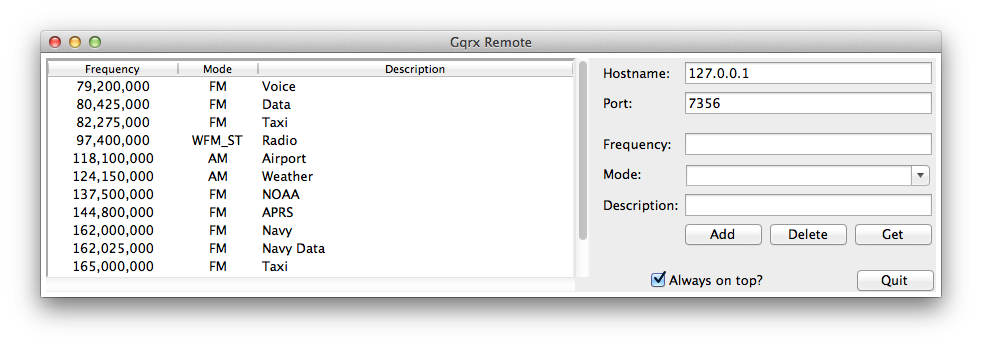 Gqrx Remote
Frequency Mode Description
79,200,000 FM Voice
80,425,000 FM Data
82,275,000 FM Taxi
97,400,000 WFM_ST Radio
118,100,000 AM Airport
124,150,000 AM Weather
137,500,000 FM NOAA
144,800,000 FM APRS
162,000,000 FM Navy
162,025,000 FM Navy Data
165,000,000 FM Taxi
Hostname: 127.0.0.1
Port: 7356
Frequency:
Mode:
Description:
Add Delete Get
Always on top? Quit